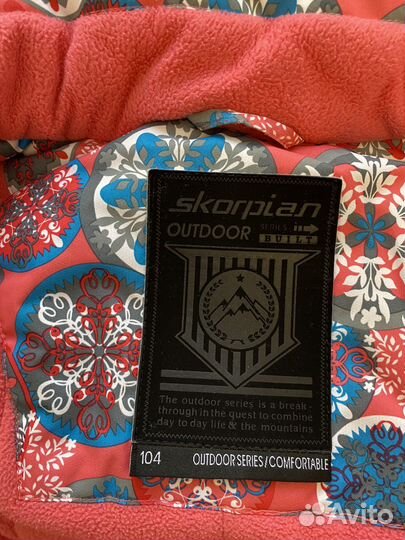 skorpian
OUTDOOR SERIES BUILT
The outdoor series is a break-
through in the quest to combine
day to day life & the mountains
104 OUTDOOR SERIES/COMFORTABLE
Avito